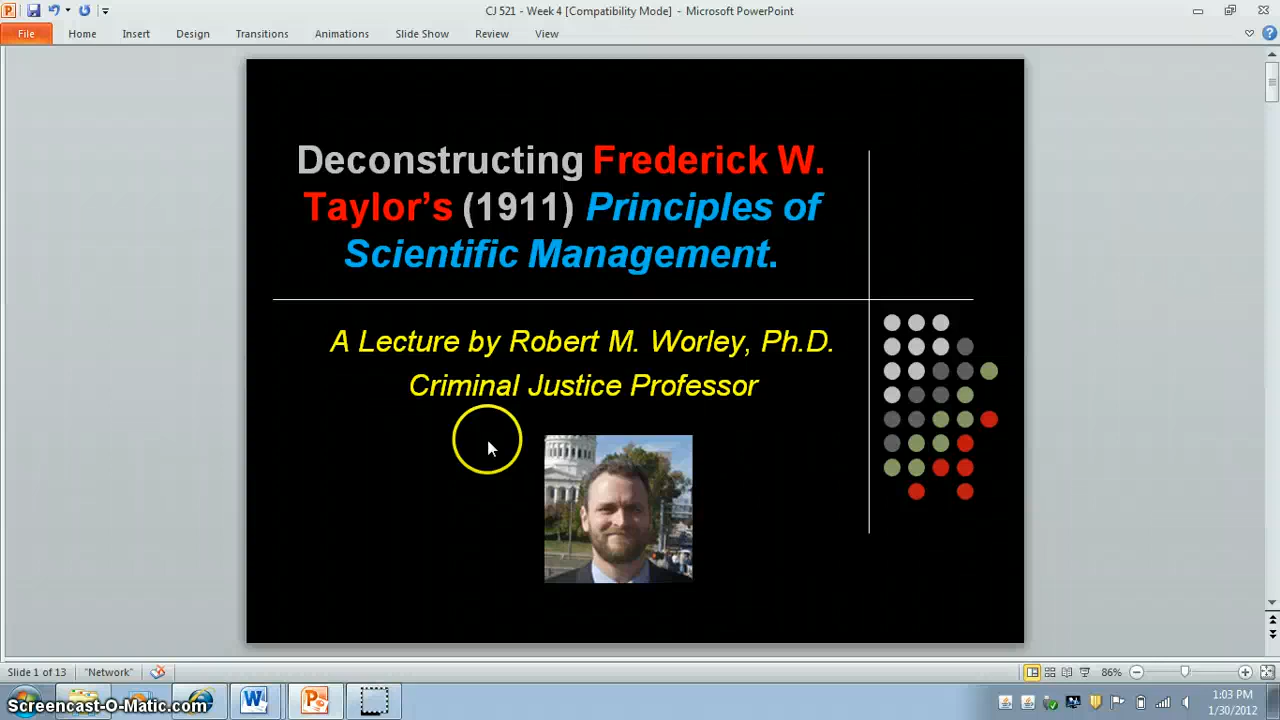 CJ 521 - Week 4 [Compatibility Mode] - Microsoft PowerPoint
File Home Insert Design Transitions Animations Slide Show Review View
Deconstructing Frederick W.
Taylor’s (1911) Principles of
Scientific Management.
A Lecture by Robert M. Worley, Ph.D.
Criminal Justice Professor
Slide 1 of 13 "Network" 86%
Screencast-O-Matic.com
1:03 PM
1/30/2012